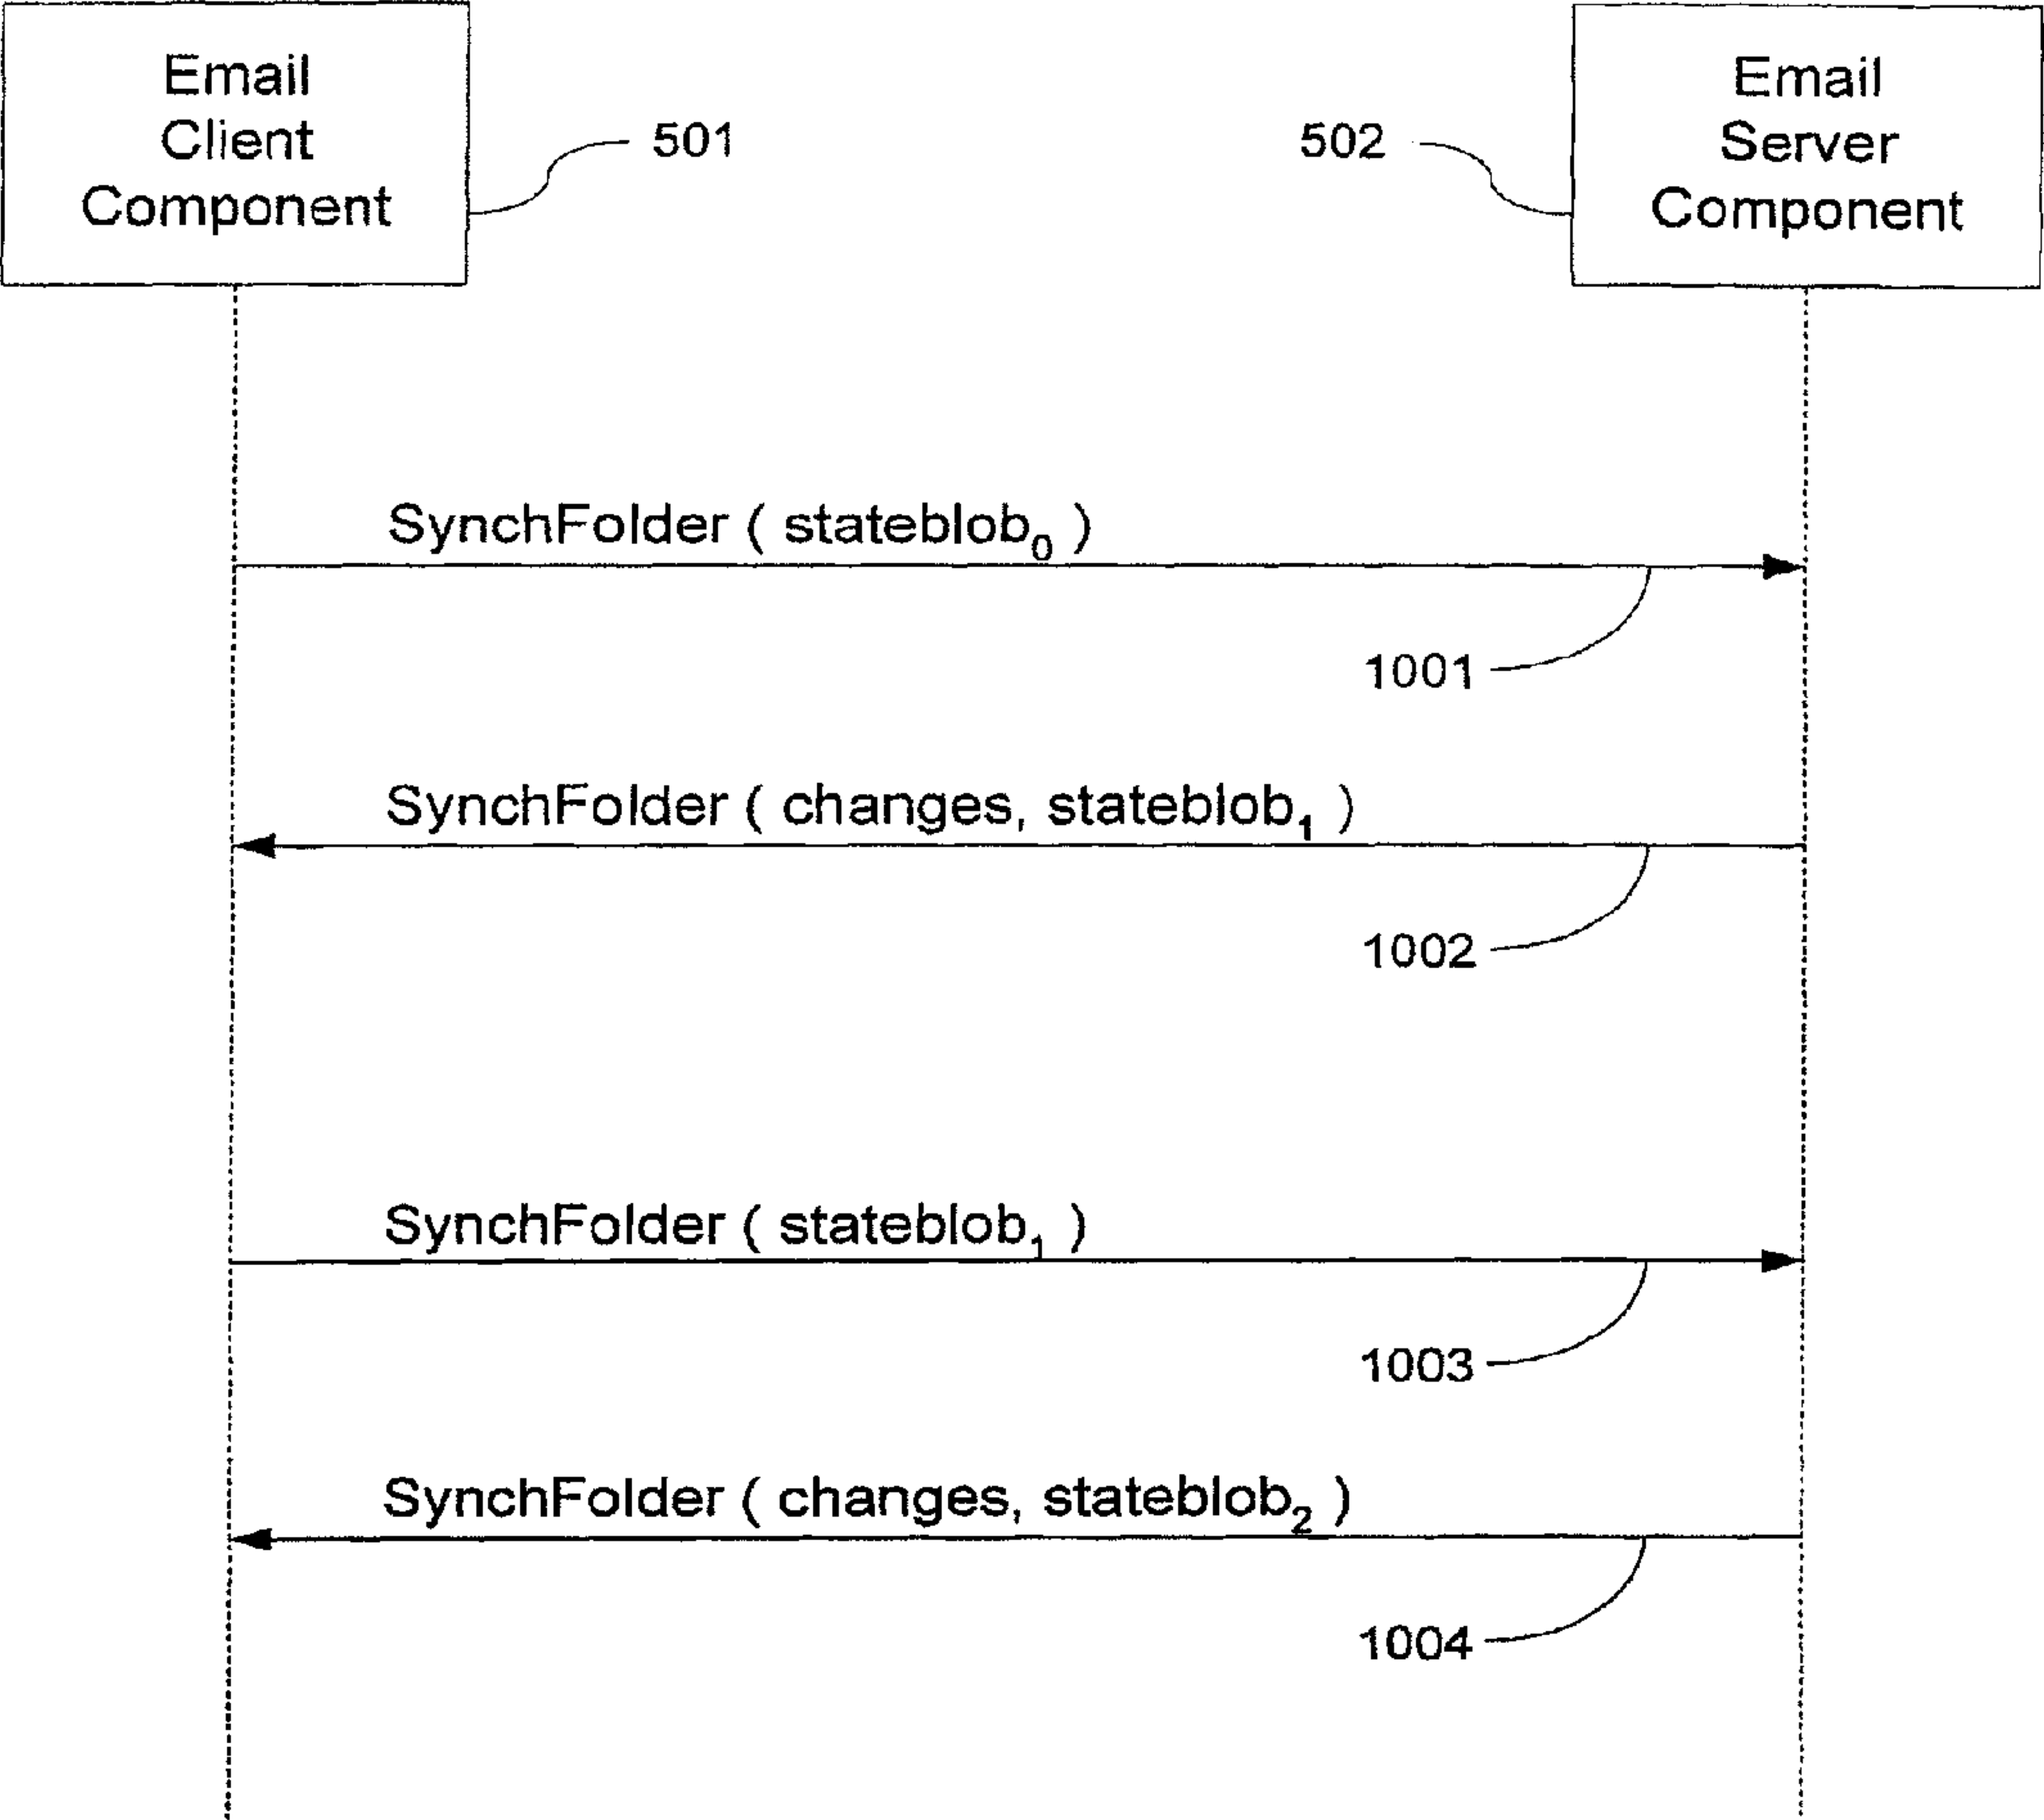 Email
Client
Component
501
502
Email
Server
Component
SynchFolder ( stateblob₀ )
1001
SynchFolder ( changes, stateblob₁ )
1002
SynchFolder ( stateblob₁ )
1003
SynchFolder ( changes, stateblob₂ )
1004